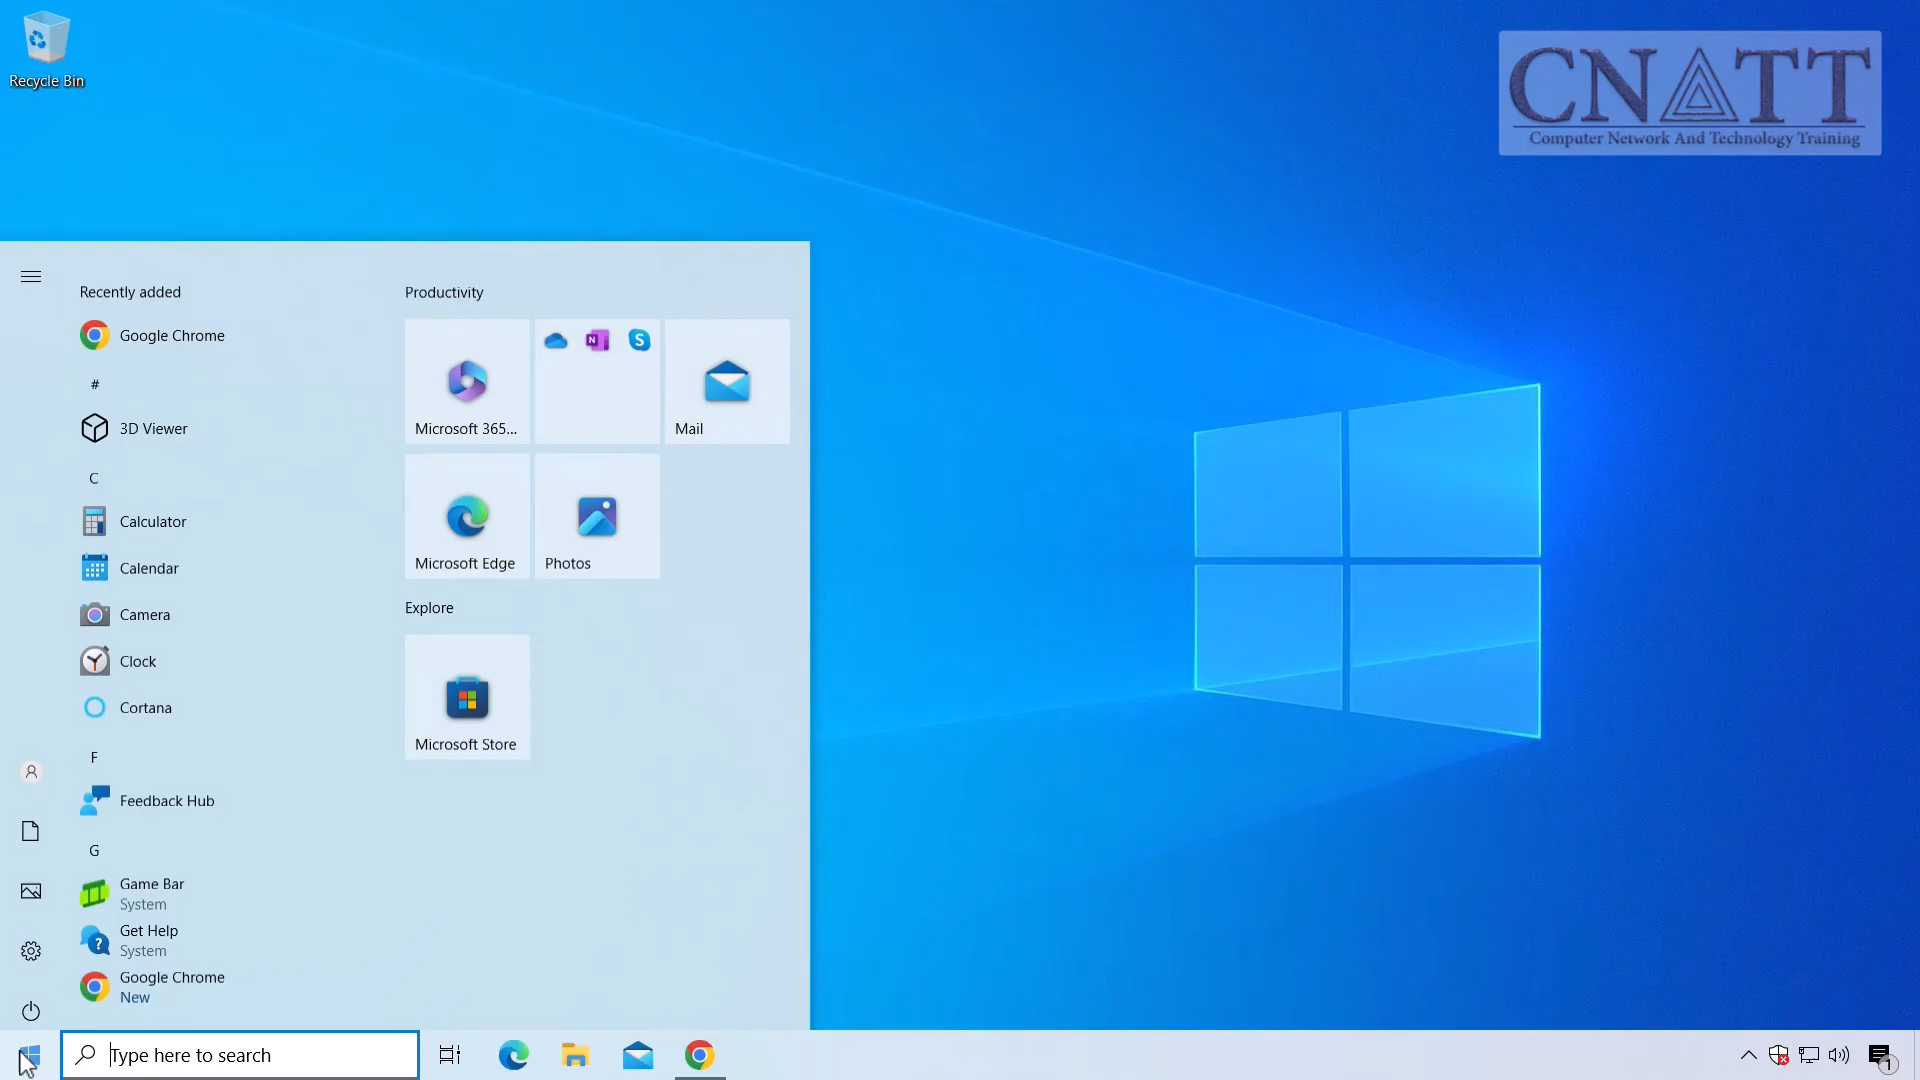 Recycle Bin
CNATT
Computer Network And Technology Training
Recently added
Google Chrome
#
3D Viewer
C
Calculator
Calendar
Camera
Clock
Cortana
F
Feedback Hub
G
Game Bar
System
Get Help
System
Google Chrome
New
Productivity
Microsoft 365...
N
S
Mail
Microsoft Edge
Photos
Explore
Microsoft Store
Type here to search
1